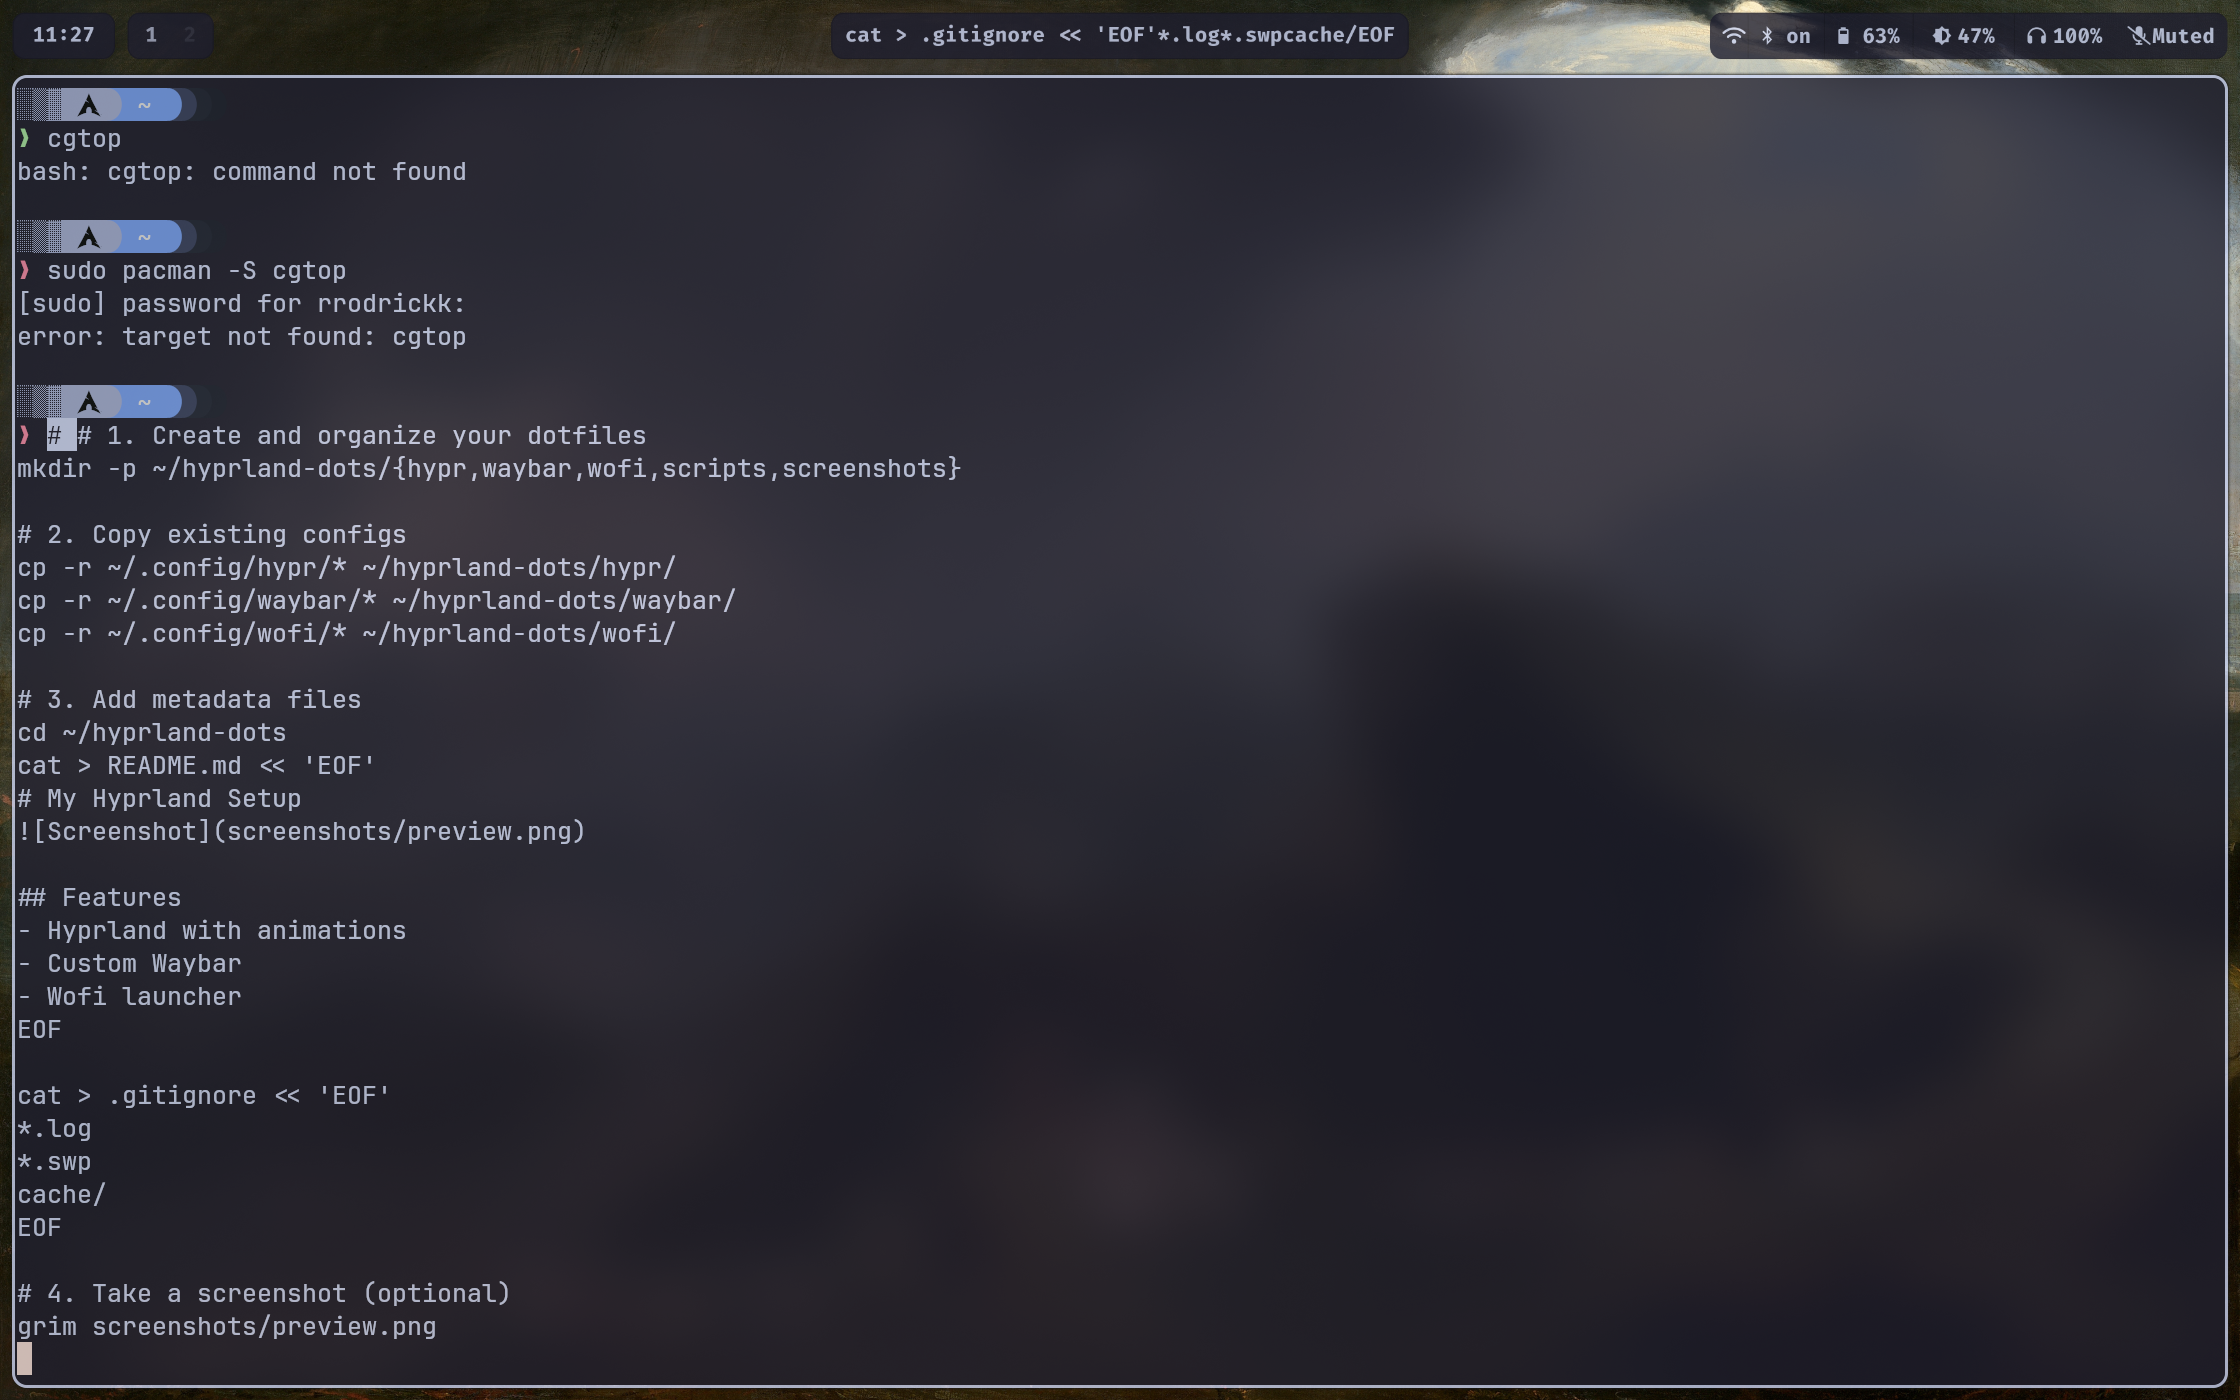 11:27
1 2
cat > .gitignore << 'EOF'*.log*.swpcache/EOF
on 63% 47% 100% Muted
~
❱ cgtop
bash: cgtop: command not found
~
❱ sudo pacman -S cgtop
[sudo] password for rrodrickk:
error: target not found: cgtop
~
❱ # # 1. Create and organize your dotfiles
mkdir -p ~/hyprland-dots/{hypr,waybar,wofi,scripts,screenshots}
# 2. Copy existing configs
cp -r ~/.config/hypr/* ~/hyprland-dots/hypr/
cp -r ~/.config/waybar/* ~/hyprland-dots/waybar/
cp -r ~/.config/wofi/* ~/hyprland-dots/wofi/
# 3. Add metadata files
cd ~/hyprland-dots
cat > README.md << 'EOF'
# My Hyprland Setup
![Screenshot](screenshots/preview.png)
## Features
- Hyprland with animations
- Custom Waybar
- Wofi launcher
EOF
cat > .gitignore << 'EOF'
*.log
*.swp
cache/
EOF
# 4. Take a screenshot (optional)
grim screenshots/preview.png